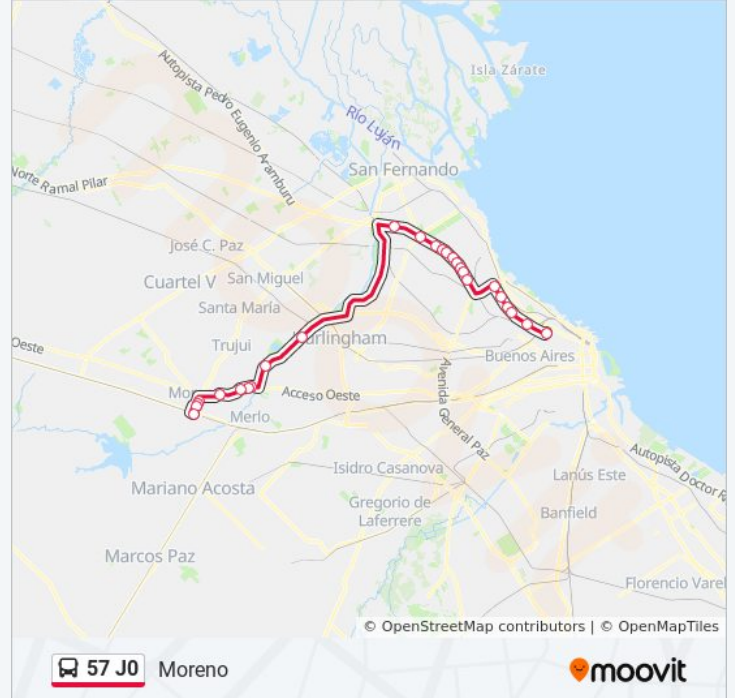 Isla Zárate
Autopista Pedro Eugenio Aramburu
Río Luján
San Fernando
Norte Ramal Pilar
José C. Paz
Cuartel V
San Miguel
Santa María
Trujui
Hurlingham
Buenos Aires
Oeste
Mo
Acceso Oeste
Merlo
Avenida General Paz
Isidro Casanova
Lanús Este
Autopista Doctor R
Mariano Acosta
Gregorio de
Laferrere
Banfield
Marcos Paz
Florencio Varel
© OpenStreetMap contributors | © OpenMapTiles
57 J0 Moreno
moovit